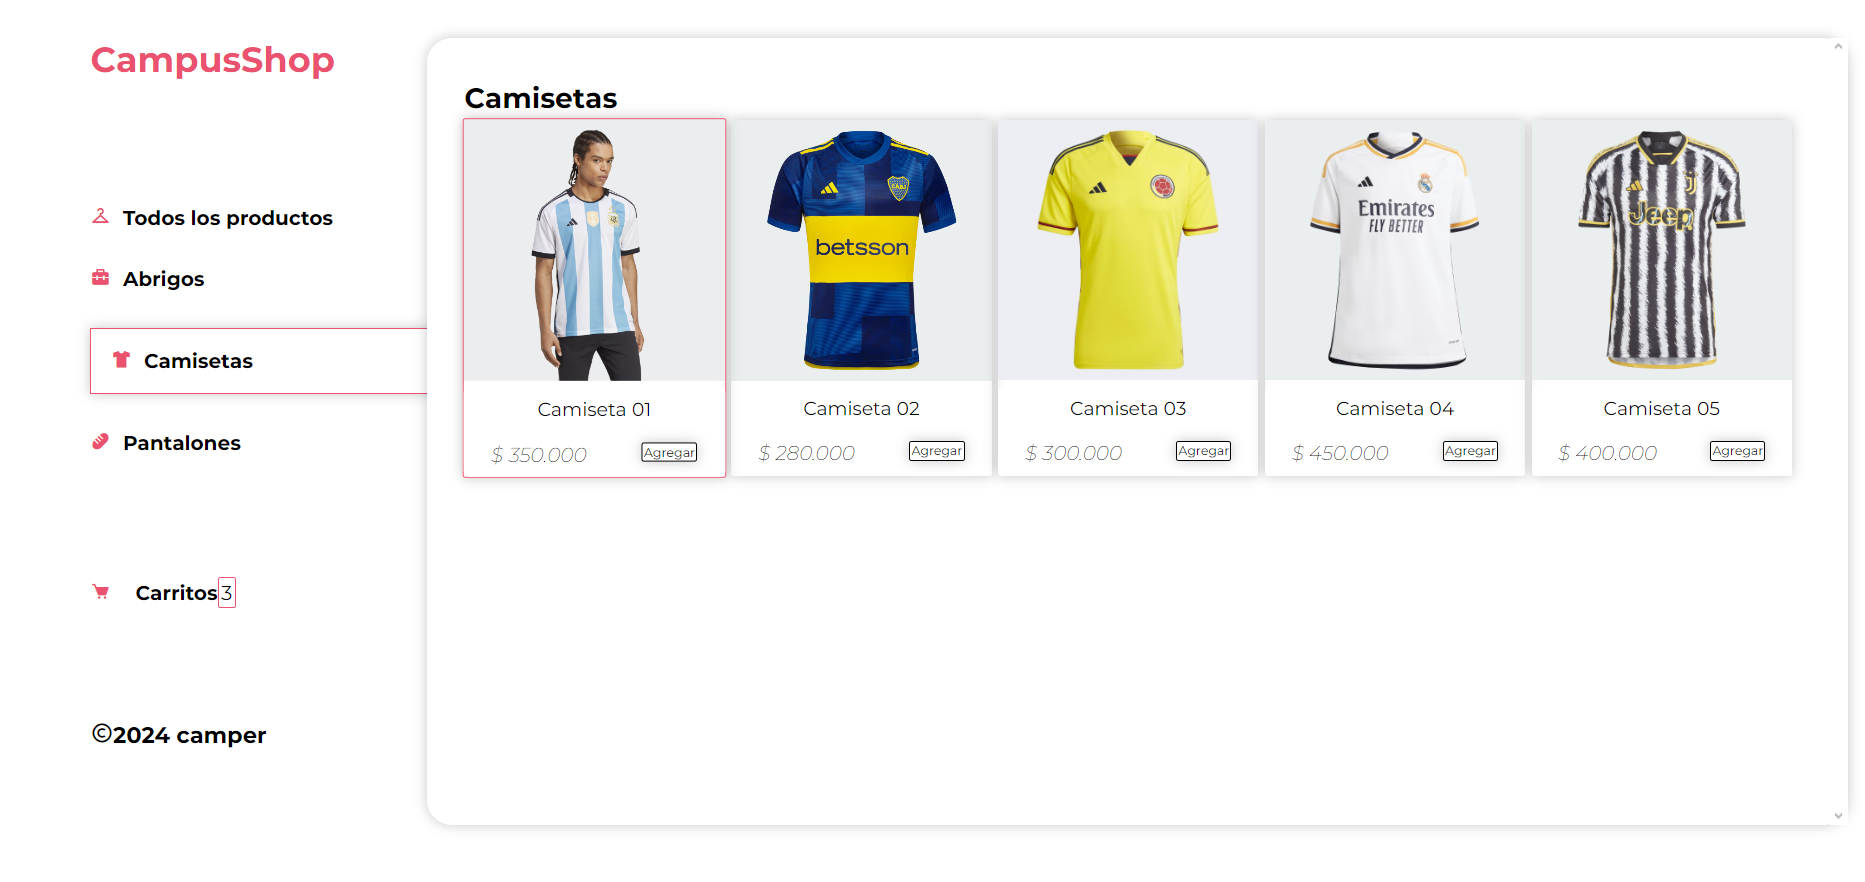 CampusShop
Todos los productos
Abrigos
Camisetas
Pantalones
Carritos 3
©2024 camper
Camisetas
betsson
CABJ
Emirates
FLY BETTER
Jeep
Camiseta 01
$ 350.000 Agregar
Camiseta 02
$ 280.000 Agregar
Camiseta 03
$ 300.000 Agregar
Camiseta 04
$ 450.000 Agregar
Camiseta 05
$ 400.000 Agregar